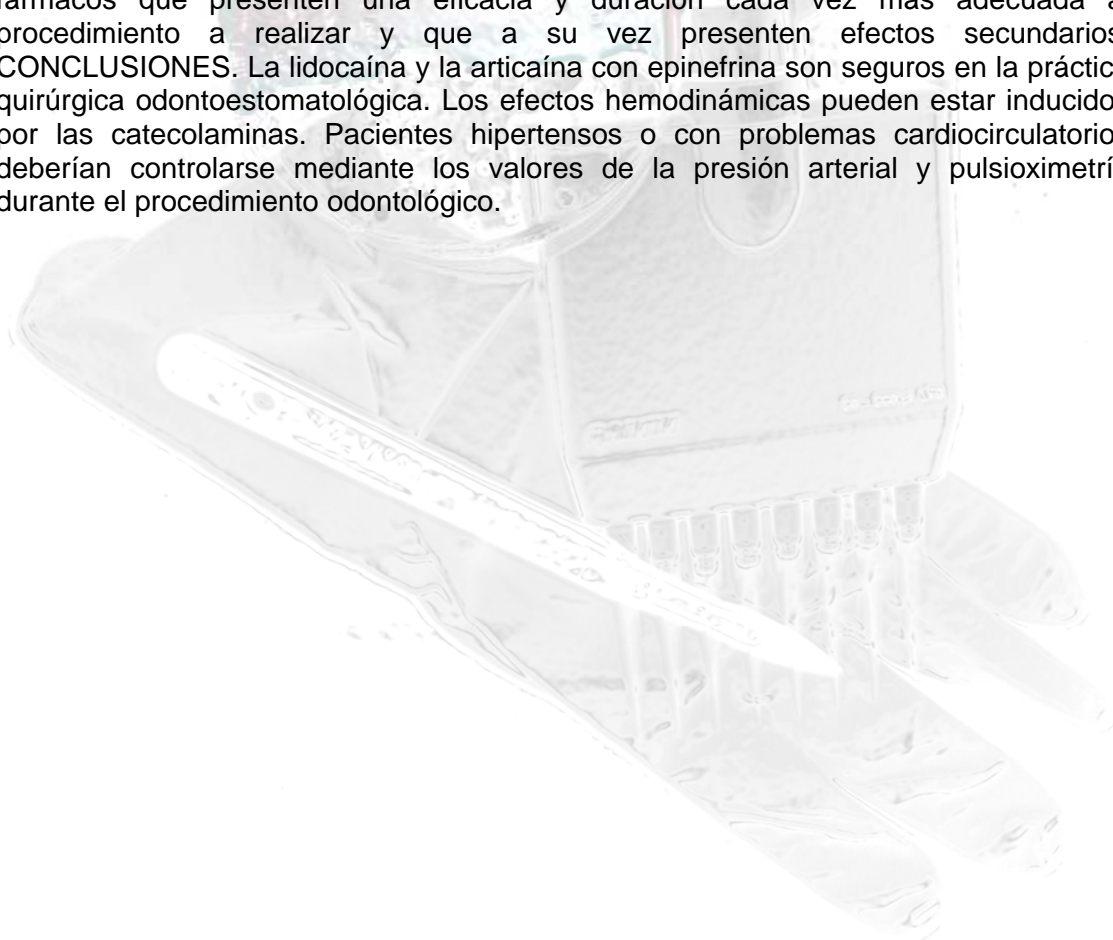 fármacos que presenten una eficacia y duración cada vez más adecuada a
procedimiento a realizar y que a su vez presenten efectos secundarios
CONCLUSIONES. La lidocaína y la articaína con epinefrina son seguros en la práctic
quirúrgica odontoestomatológica. Los efectos hemodinámicas pueden estar inducido
por las catecolaminas. Pacientes hipertensos o con problemas cardiocirculatorio
deberían controlarse mediante los valores de la presión arterial y pulsioximetrí
durante el procedimiento odontológico.